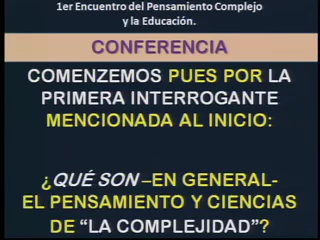 1er Encuentro del Pensamiento Complejo
y la Educación.
CONFERENCIA
COMENZEMOS PUES POR LA
PRIMERA INTERROGANTE
MENCIONADA AL INICIO:
¿QUÉ SON –EN GENERAL-
EL PENSAMIENTO Y CIENCIAS
DE “LA COMPLEJIDAD”?